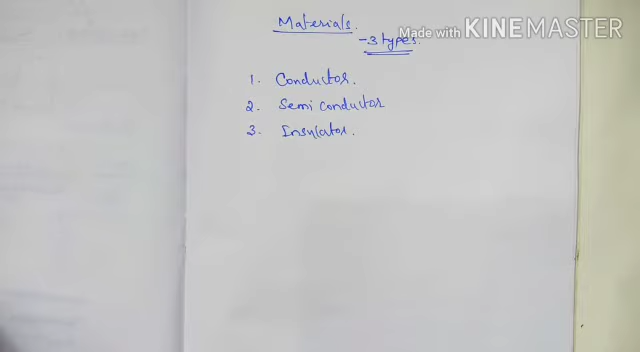 Materials.
Made with KINEMASTER
-3 types.
1. Conductor.
2. Semi conductor
3. Insulator.